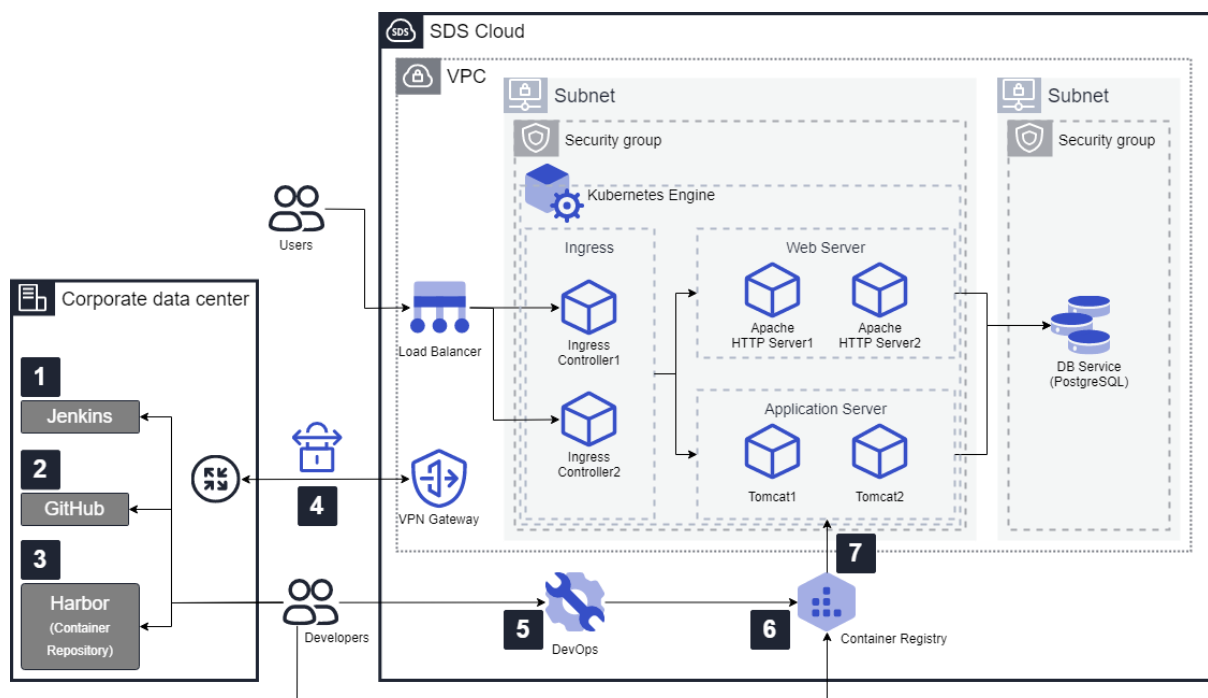 SDS
SDS Cloud
VPC
Subnet
Subnet
Security group
Security group
Kubernetes Engine
Users
Ingress
Web Server
Corporate data center
Load Balancer
Ingress
Controller1
Apache
HTTP Server1
Apache
HTTP Server2
DB Service
(PostgreSQL)
1
Jenkins
Application Server
Ingress
Controller2
2
GitHub
4
VPN Gateway
Tomcat1
Tomcat2
3
Harbor
(Container
Repository)
7
Developers
5
DevOps
6
Container Registry